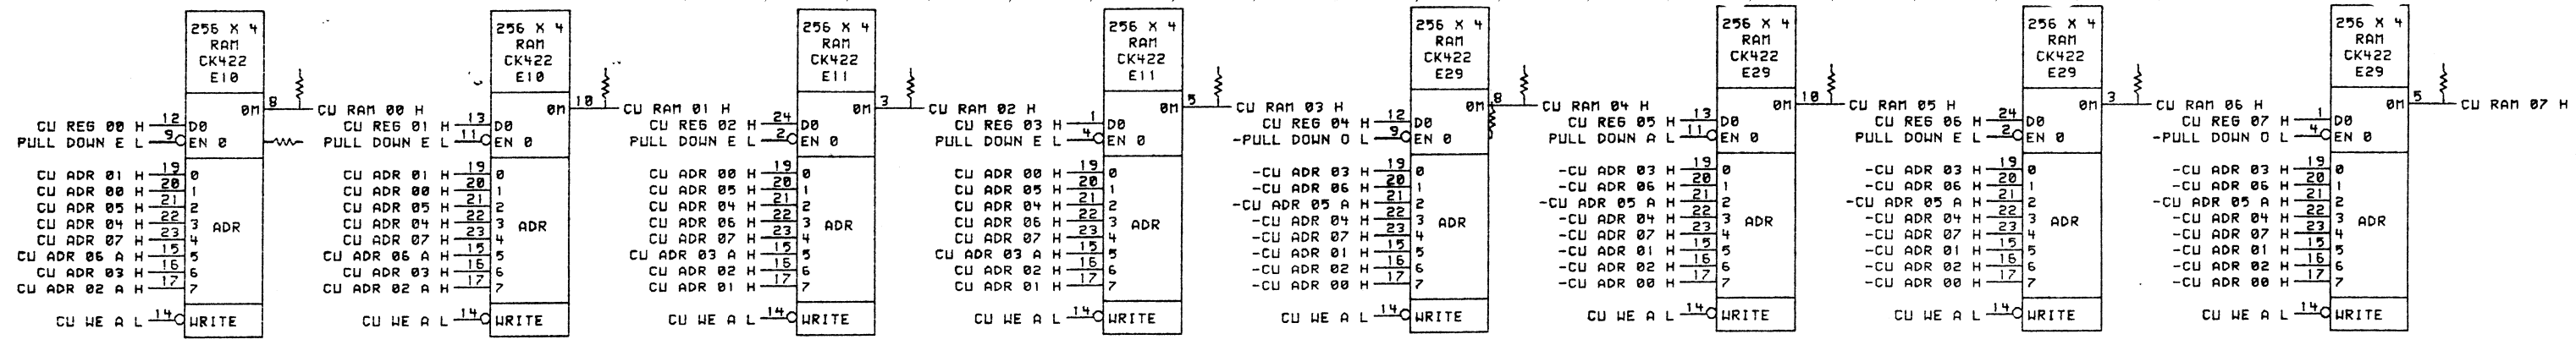 256 X 4
RAM
CK422
E10
0M
8
CU RAM 00 H
CU REG 00 H 12 D0
PULL DOWN E L 9 EN 0
CU ADR 01 H 19 0
CU ADR 00 H 20 1
CU ADR 05 H 21 2
CU ADR 04 H 22 3 ADR
CU ADR 07 H 23 4
CU ADR 06 A H 15 5
CU ADR 03 H 16 6
CU ADR 02 A H 17 7
CU WE A L 14 WRITE
256 X 4
RAM
CK422
E10
0M
10
CU RAM 01 H
CU REG 01 H 13 D0
PULL DOWN E L 11 EN 0
CU ADR 01 H 19 0
CU ADR 00 H 20 1
CU ADR 05 H 21 2
CU ADR 04 H 22 3 ADR
CU ADR 07 H 23 4
CU ADR 06 A H 15 5
CU ADR 03 H 16 6
CU ADR 02 A H 17 7
CU WE A L 14 WRITE
256 X 4
RAM
CK422
E11
0M
3
CU RAM 02 H
CU REG 02 H 24 D0
PULL DOWN E L 2 EN 0
CU ADR 00 H 19 0
CU ADR 05 H 20 1
CU ADR 04 H 21 2
CU ADR 06 H 22 3 ADR
CU ADR 07 H 23 4
CU ADR 03 A H 15 5
CU ADR 02 H 16 6
CU ADR 01 H 17 7
CU WE A L 14 WRITE
256 X 4
RAM
CK422
E11
0M
5
CU RAM 03 H
CU REG 03 H 1 D0
PULL DOWN E L 4 EN 0
CU ADR 00 H 19 0
CU ADR 05 H 20 1
CU ADR 04 H 21 2
CU ADR 06 H 22 3 ADR
CU ADR 07 H 23 4
CU ADR 03 A H 15 5
CU ADR 02 H 16 6
CU ADR 01 H 17 7
CU WE A L 14 WRITE
256 X 4
RAM
CK422
E29
0M
8
CU RAM 04 H
CU REG 04 H 12 D0
-PULL DOWN O L 9 EN 0
-CU ADR 03 H 19 0
-CU ADR 06 H 20 1
-CU ADR 05 A H 21 2
-CU ADR 04 H 22 3 ADR
-CU ADR 07 H 23 4
-CU ADR 01 H 15 5
-CU ADR 02 H 16 6
-CU ADR 00 H 17 7
CU WE A L 14 WRITE
256 X 4
RAM
CK422
E29
0M
10
CU RAM 05 H
CU REG 05 H 13 D0
PULL DOWN A L 11 EN 0
-CU ADR 03 H 19 0
-CU ADR 06 H 20 1
-CU ADR 05 A H 21 2
-CU ADR 04 H 22 3 ADR
-CU ADR 07 H 23 4
-CU ADR 01 H 15 5
-CU ADR 02 H 16 6
-CU ADR 00 H 17 7
CU WE A L 14 WRITE
256 X 4
RAM
CK422
E29
0M
3
CU RAM 06 H
CU REG 06 H 24 D0
PULL DOWN E L 2 EN 0
-CU ADR 03 H 19 0
-CU ADR 06 H 20 1
-CU ADR 05 A H 21 2
-CU ADR 04 H 22 3 ADR
-CU ADR 07 H 23 4
-CU ADR 01 H 15 5
-CU ADR 02 H 16 6
-CU ADR 00 H 17 7
CU WE A L 14 WRITE
256 X 4
RAM
CK422
E29
0M
5
CU RAM 07 H
CU REG 07 H 1 D0
-PULL DOWN O L 4 EN 0
-CU ADR 03 H 19 0
-CU ADR 06 H 20 1
-CU ADR 05 A H 21 2
-CU ADR 04 H 22 3 ADR
-CU ADR 07 H 23 4
-CU ADR 01 H 15 5
-CU ADR 02 H 16 6
-CU ADR 00 H 17 7
CU WE A L 14 WRITE